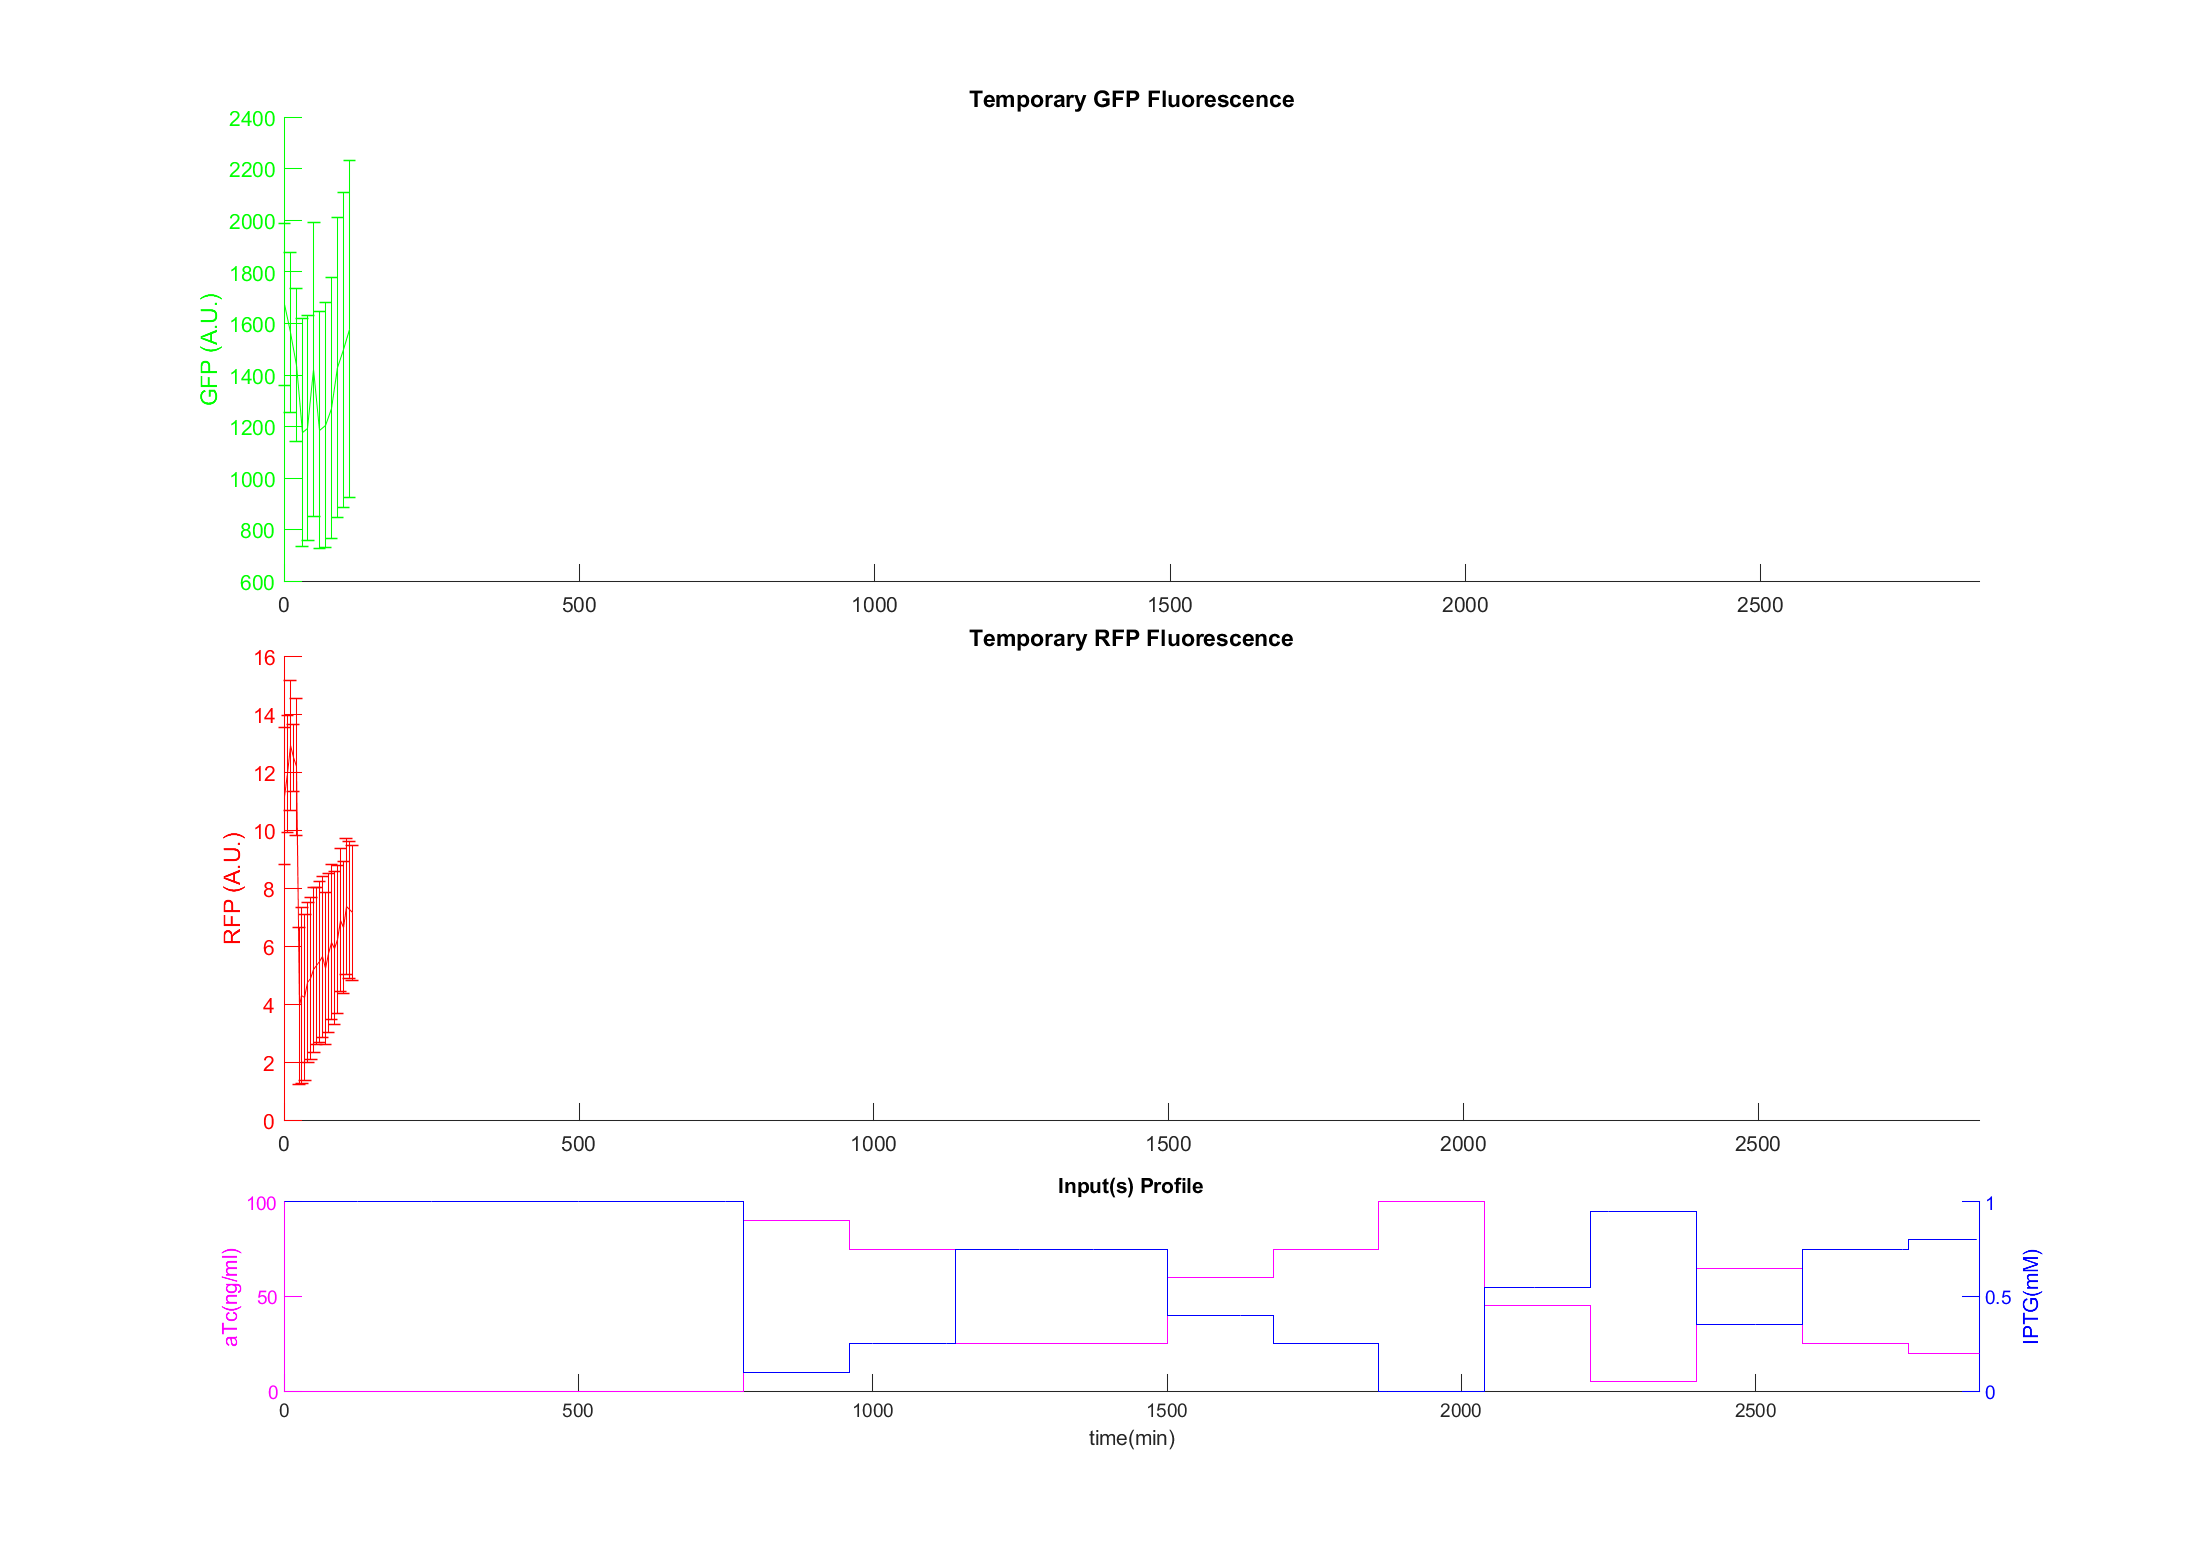 Temporary GFP Fluorescence
2400
2200
2000
1800
1600
1400
1200
1000
800
600
GFP (A.U.)
0 500 1000 1500 2000 2500
Temporary RFP Fluorescence
16
14
12
10
8
6
4
2
0
RFP (A.U.)
0 500 1000 1500 2000 2500
Input(s) Profile
100
50
0
aTc(ng/ml)
1
0.5
0
IPTG(mM)
0 500 1000 1500 2000 2500
time(min)